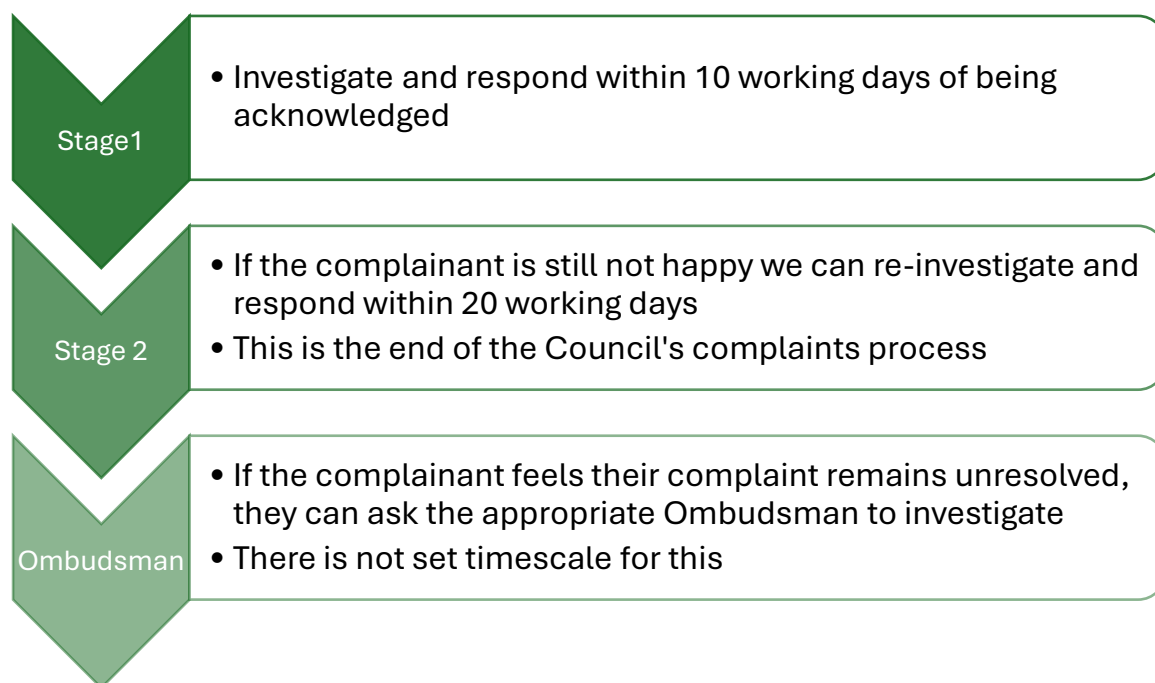 Stage1
• Investigate and respond within 10 working days of being
acknowledged
Stage 2
• If the complainant is still not happy we can re-investigate and
respond within 20 working days
• This is the end of the Council's complaints process
Ombudsman
• If the complainant feels their complaint remains unresolved,
they can ask the appropriate Ombudsman to investigate
• There is not set timescale for this